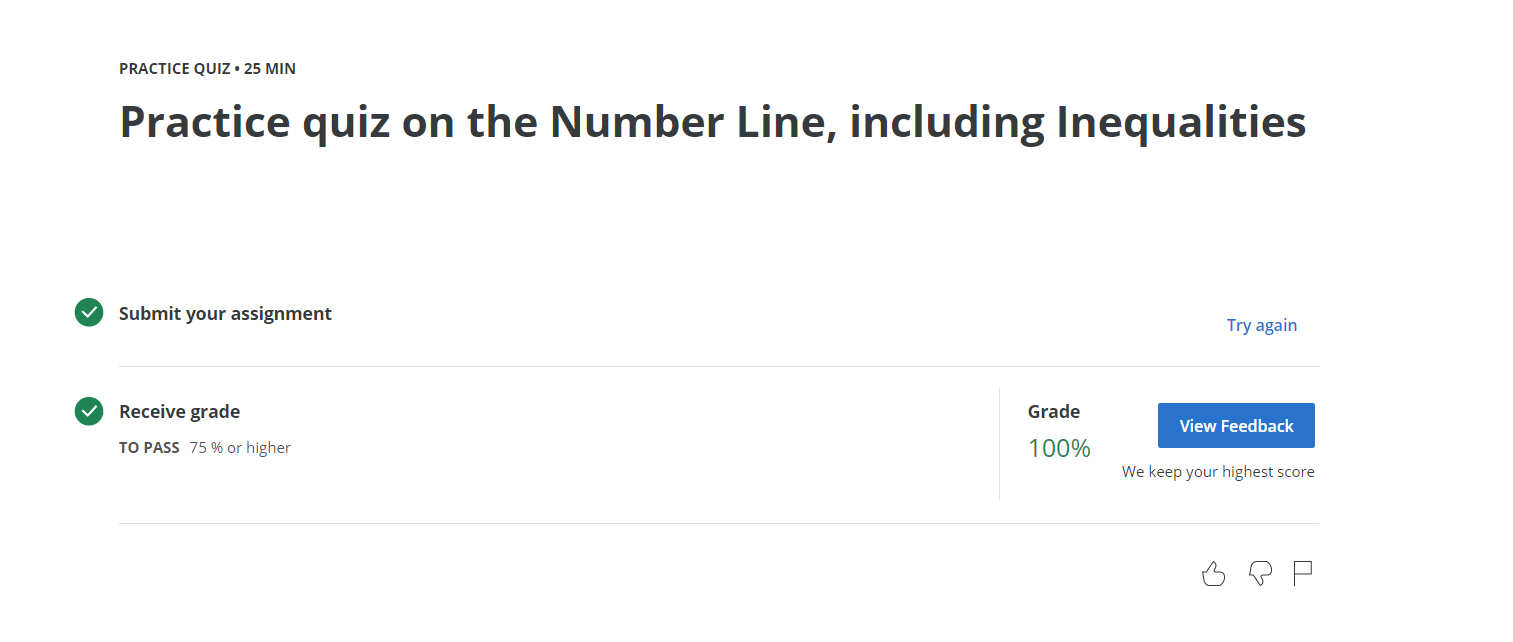 PRACTICE QUIZ • 25 MIN
Practice quiz on the Number Line, including Inequalities
Submit your assignment
Try again
Receive grade
TO PASS 75 % or higher
Grade
100%
View Feedback
We keep your highest score